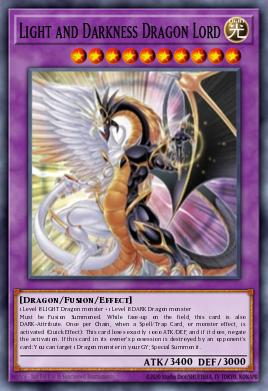 LIGHT AND DARKNESS DRAGON LORD
LIGHT
光
[DRAGON/FUSION/EFFECT]
1 Level 8 LIGHT Dragon monster + 1 Level 8 DARK Dragon monster
Must be Fusion Summoned. While face-up on the field, this card is also
DARK-Attribute. Once per Chain, when a Spell/Trap Card, or monster effect, is
activated (Quick Effect): This card loses exactly 1000 ATK/DEF, and if it does, negate
the activation. If this card in its owner's possession is destroyed by an opponent's
card: You can target 1 Dragon monster in your GY; Special Summon it.
ATK/3400 DEF/3000